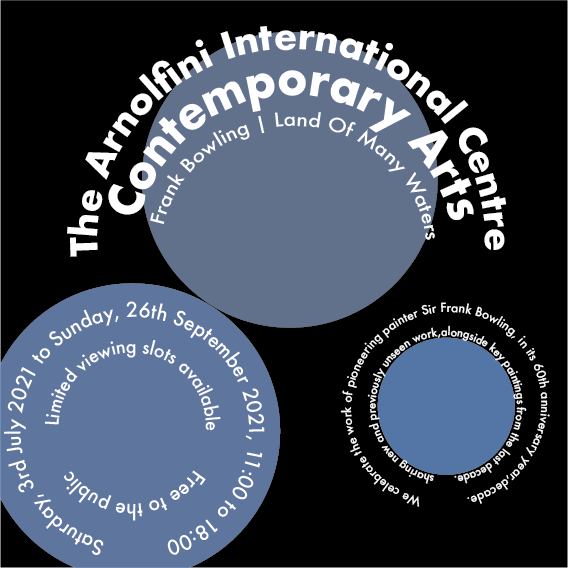 The Arnolfini International Centre
Contemporary Arts
Frank Bowling | Land Of Many Waters
Saturday, 3rd July 2021 to Sunday, 26th September 2021, 11:00 to 18:00
Limited viewing slots available
Free to the public
We celebrate the work of pioneering painter Sir Frank Bowling, in its 60th anniversary year.decade.
sharing new and previously unseen work,alongside key paintings from the last decade.